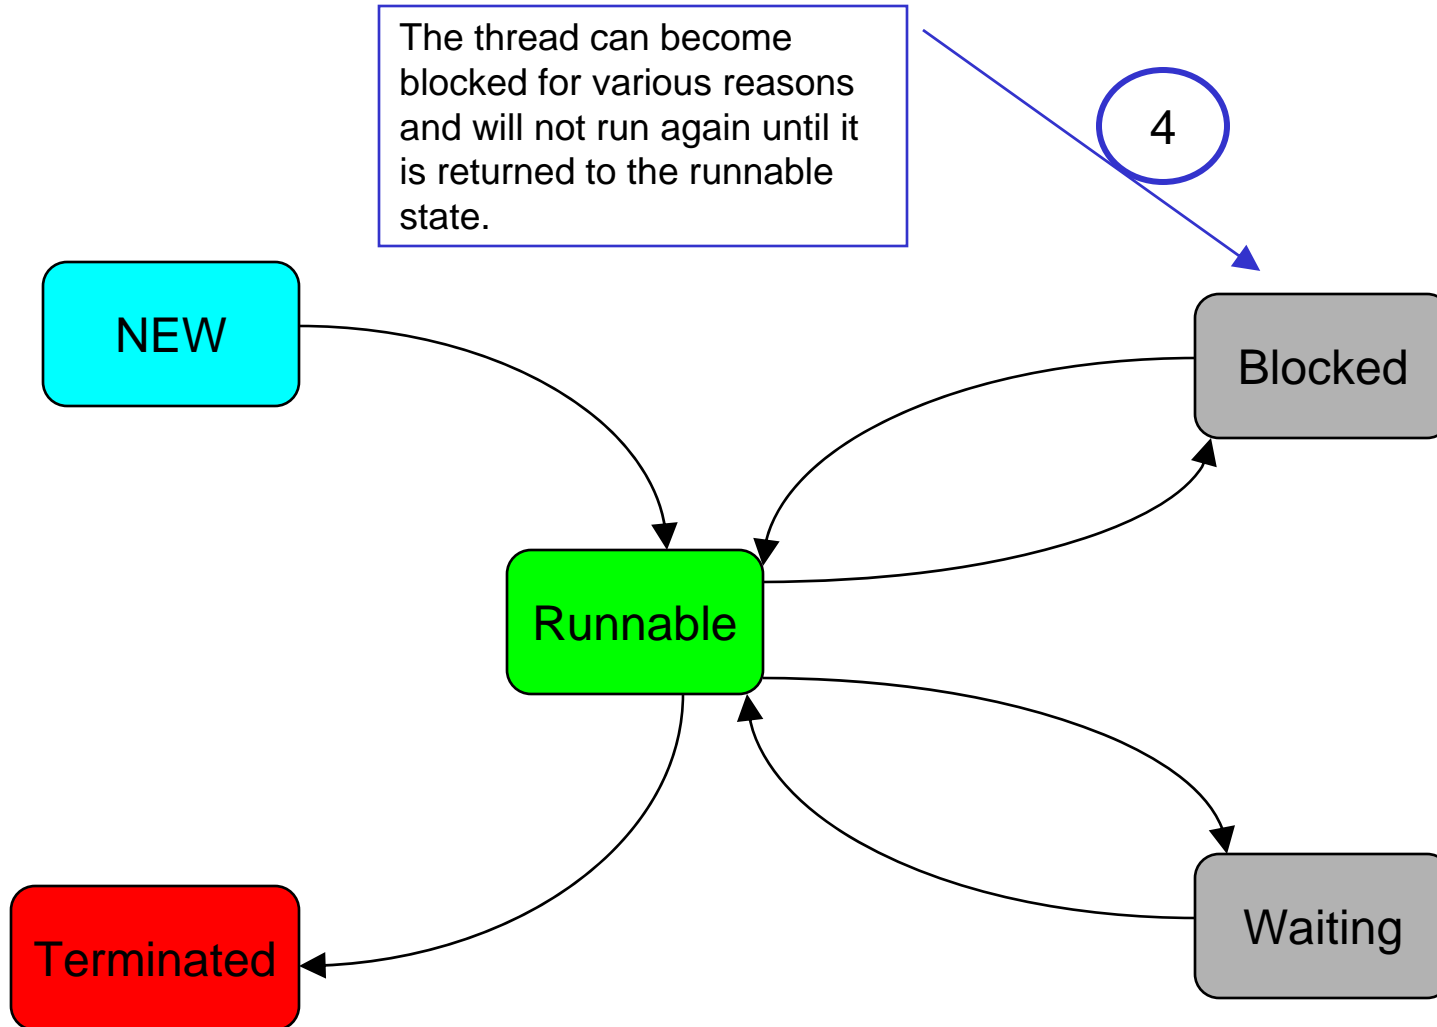 The thread can become
blocked for various reasons
and will not run again until it
is returned to the runnable
state.
4
NEW
Blocked
Runnable
Terminated
Waiting